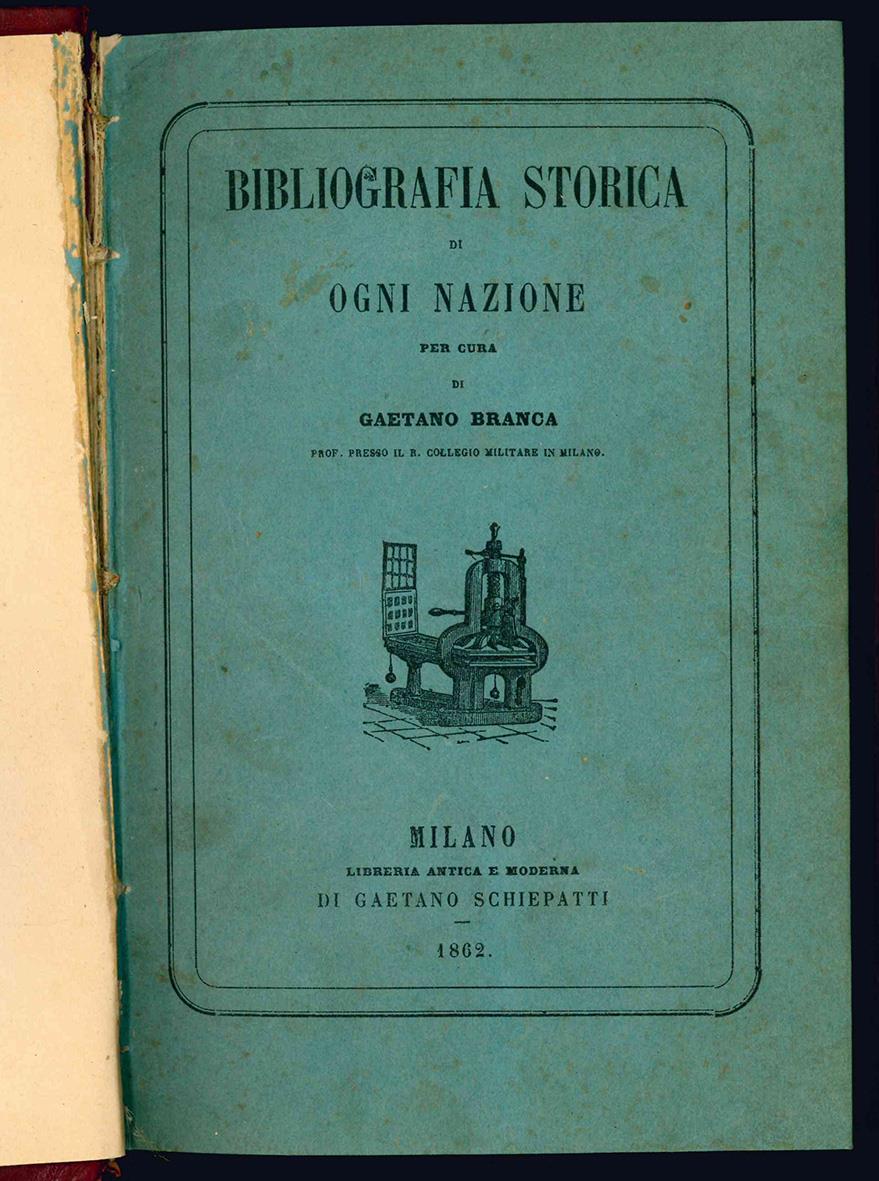 BIBLIOGRAFIA STORICA
DI
OGNI NAZIONE
PER CURA
DI
GAETANO BRANCA
PROF. PRESSO IL R. COLLEGIO MILITARE IN MILANO.
MILANO
LIBRERIA ANTICA E MODERNA
DI GAETANO SCHIEPATTI
1862.